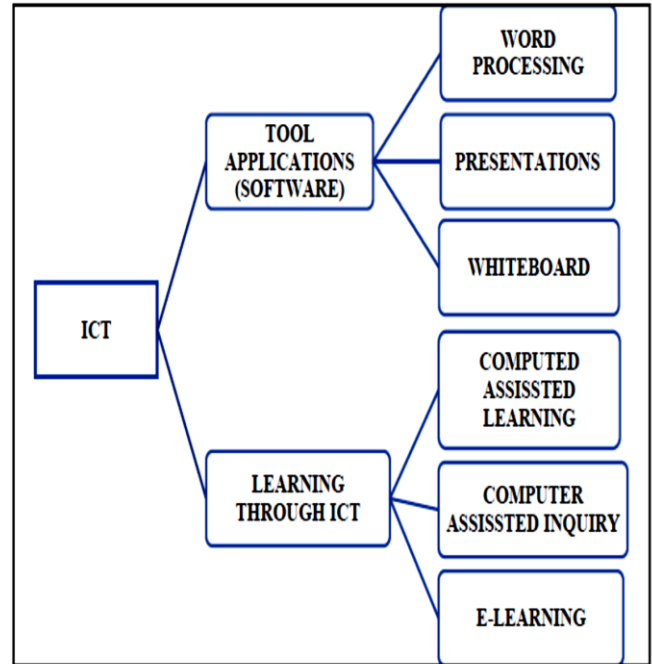 WORD
PROCESSING
TOOL
APPLICATIONS
(SOFTWARE)
PRESENTATIONS
WHITEBOARD
ICT
COMPUTED
ASSISSTED
LEARNING
LEARNING
THROUGH ICT
COMPUTER
ASSISSTED INQUIRY
E-LEARNING